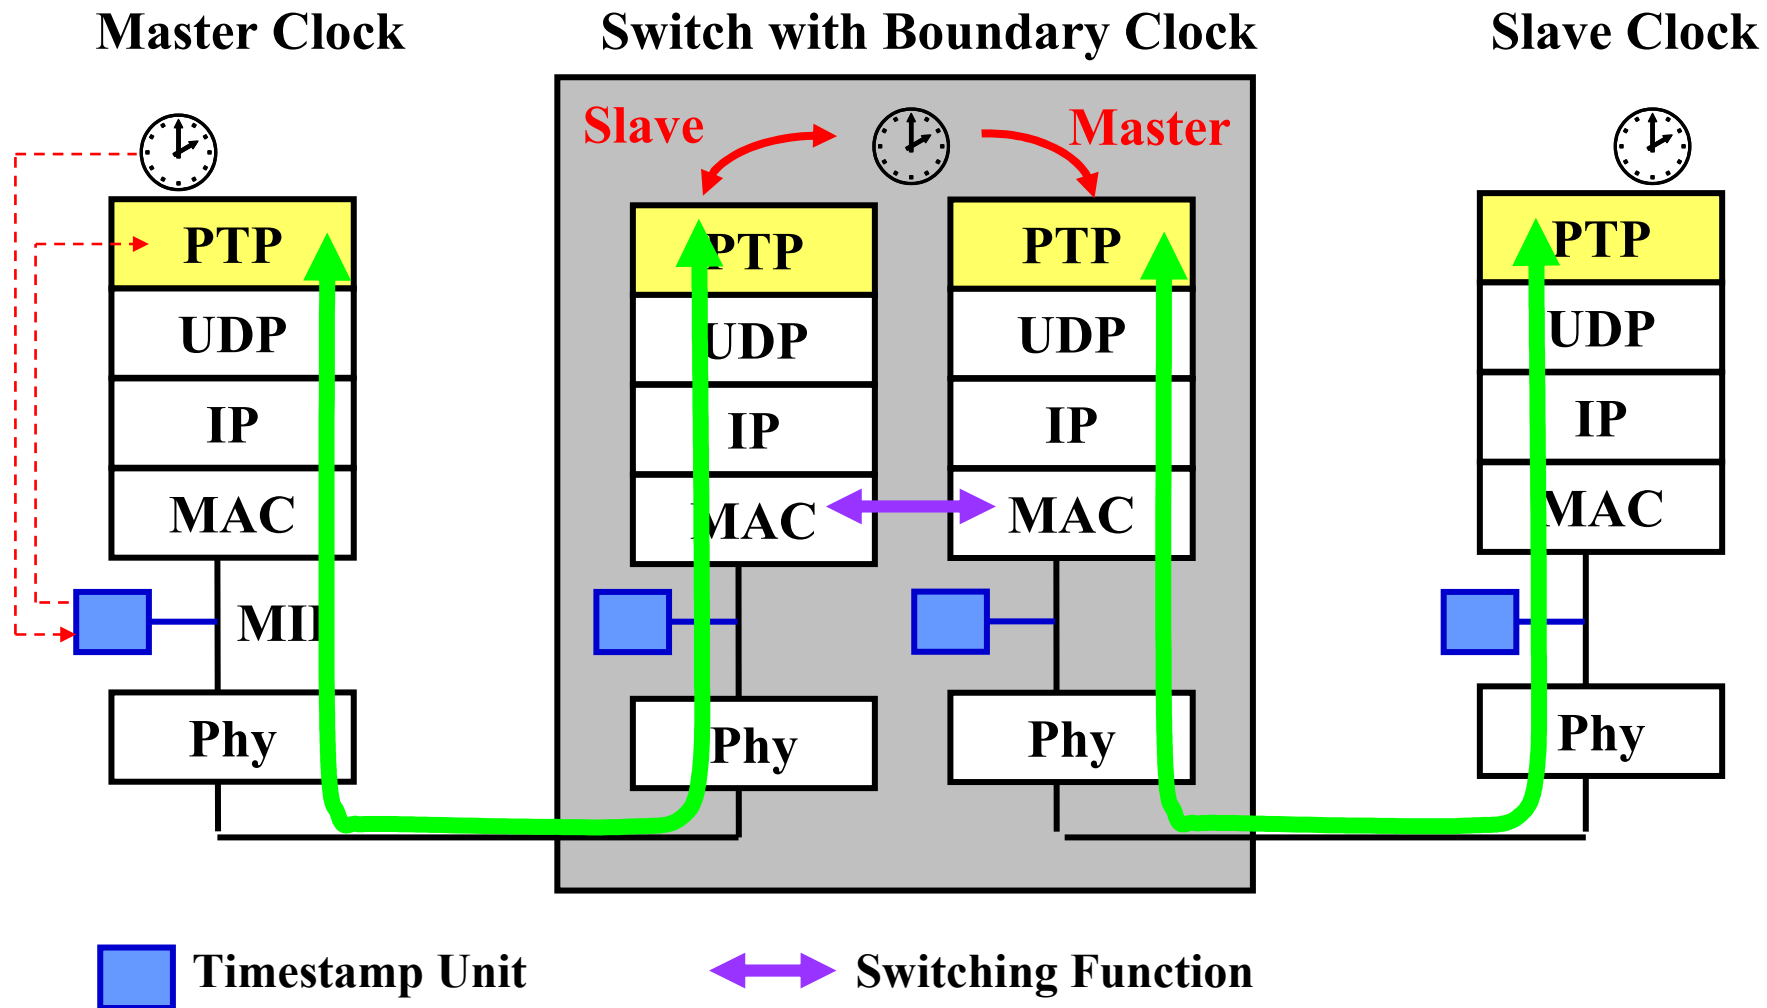 Master Clock
Switch with Boundary Clock
Slave Clock
Slave
Master
PTP
UDP
IP
MAC
MII
Phy
PTP
UDP
IP
MAC
Phy
PTP
UDP
IP
MAC
Phy
PTP
UDP
IP
MAC
Phy
Timestamp Unit
Switching Function